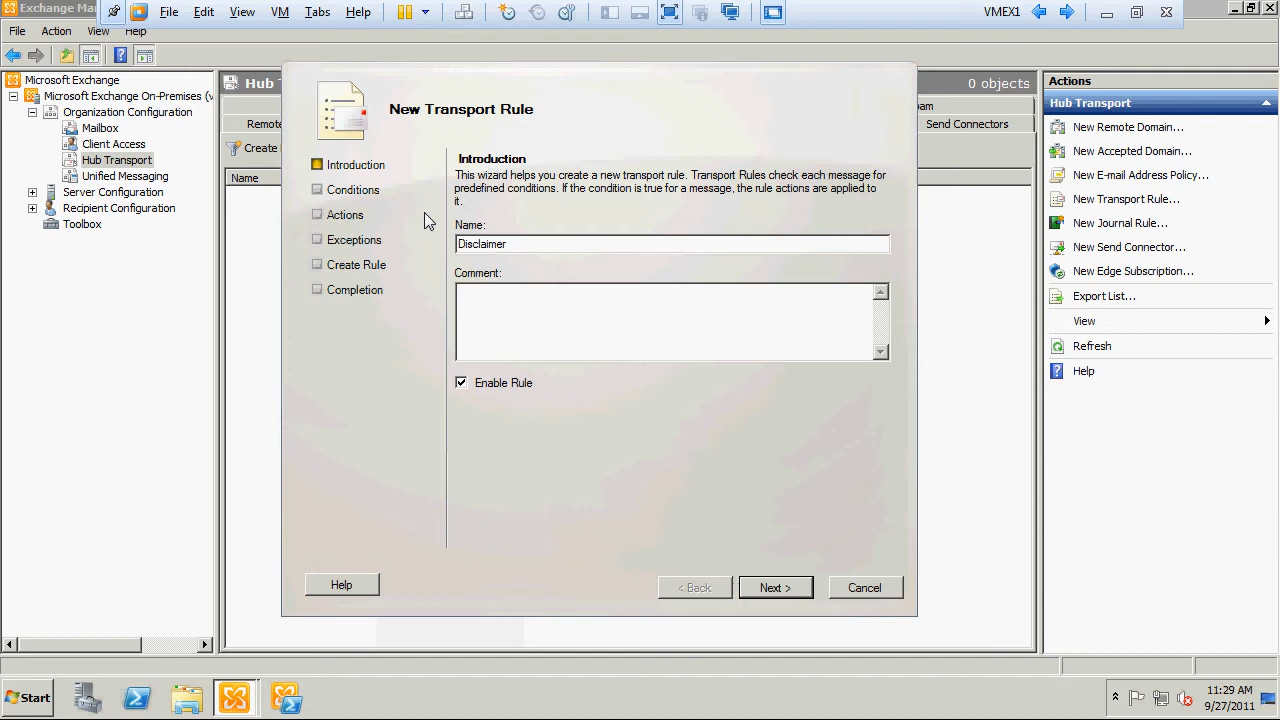 Exchange Ma
File
Edit
View
VM
Tabs
Help
VMEX1
File
Action
View
Help
Microsoft Exchange
Microsoft Exchange On-Premises (v
Organization Configuration
Mailbox
Client Access
Hub Transport
Unified Messaging
Server Configuration
Recipient Configuration
Toolbox
Hub
0 objects
Remote
Send Connectors
Create
Name
New Transport Rule
Introduction
Conditions
Actions
Exceptions
Create Rule
Completion
Introduction
This wizard helps you create a new transport rule. Transport Rules check each message for
predefined conditions. If the condition is true for a message, the rule actions are applied to
it.
Name:
Disclaimer
Comment:
Enable Rule
Help
< Back
Next >
Cancel
Actions
Hub Transport
New Remote Domain...
New Accepted Domain...
New E-mail Address Policy...
New Transport Rule...
New Journal Rule...
New Send Connector...
New Edge Subscription...
Export List...
View
Refresh
Help
Start
11:29 AM
9/27/2011